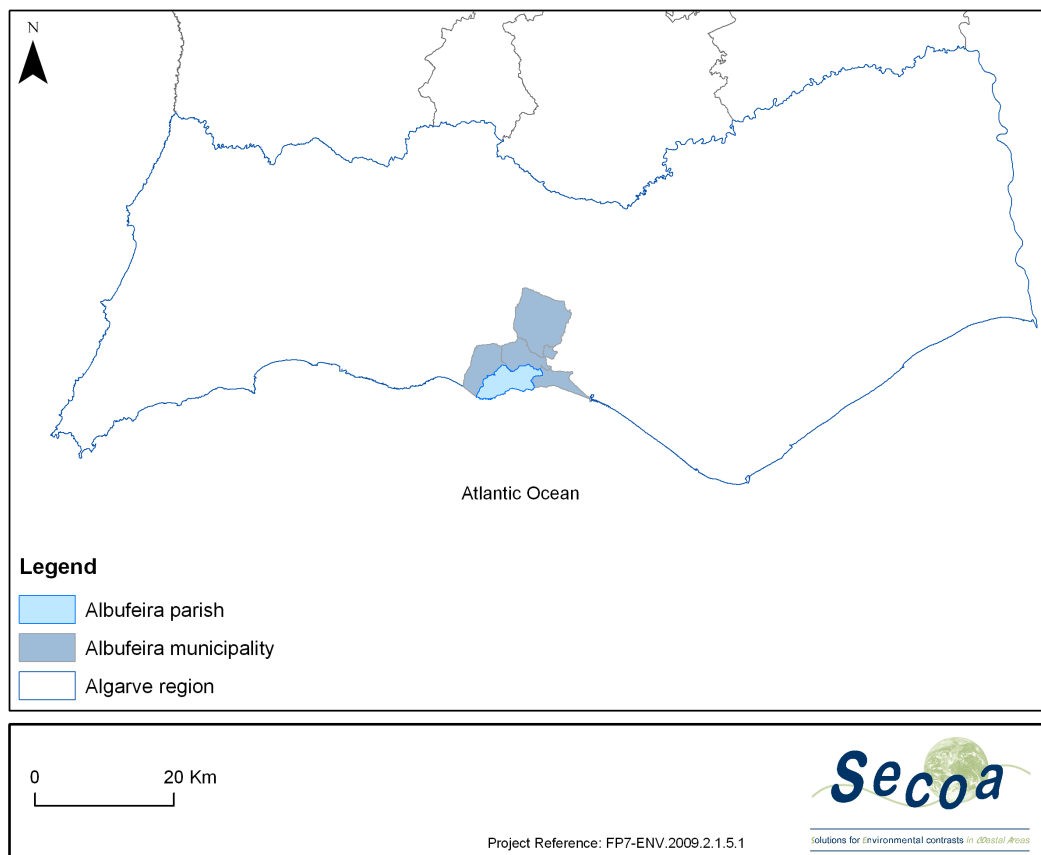 N
Atlantic Ocean
Legend
Albufeira parish
Albufeira municipality
Algarve region
0 20 Km
Secoa
Solutions for Environmental contrasts in COastal Areas
Project Reference: FP7-ENV.2009.2.1.5.1